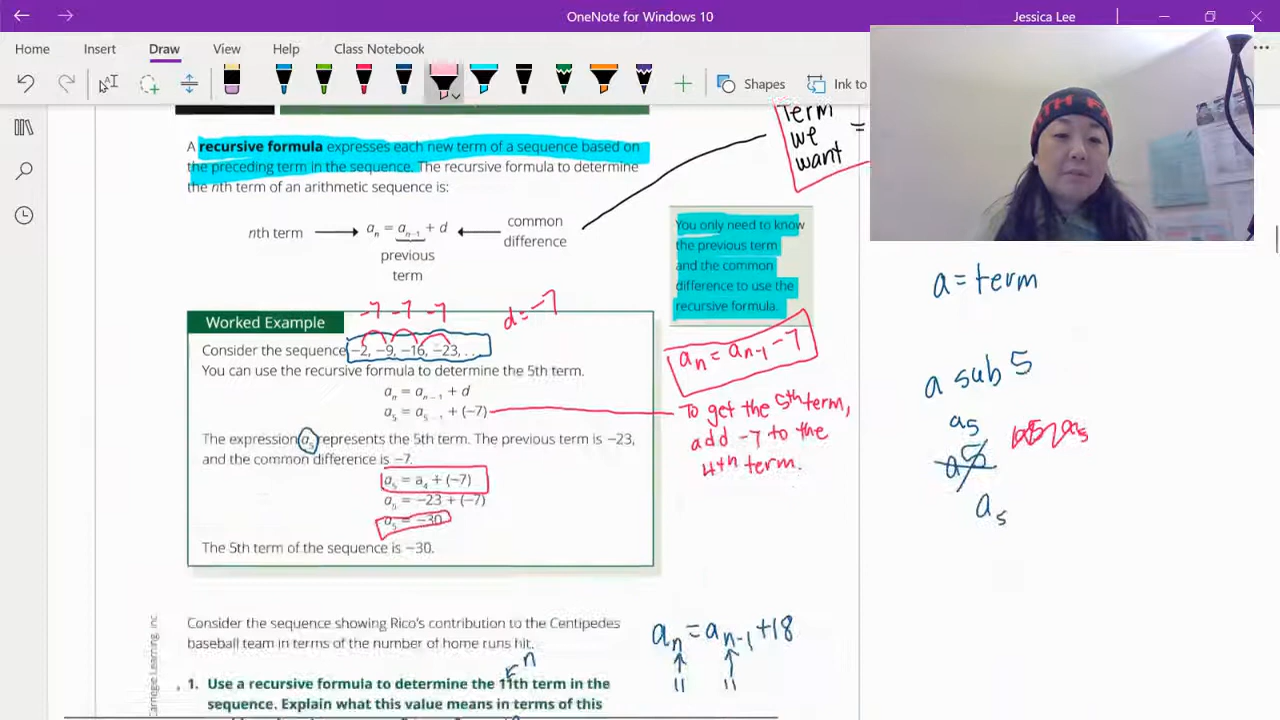 OneNote for Windows 10
Jessica Lee
Home Insert Draw View Help Class Notebook
Shapes
Ink to
Term
we
want =
A recursive formula expresses each new term of a sequence based on
the preceding term in the sequence. The recursive formula to determine
the nth term of an arithmetic sequence is:
nth term
aₙ = aₙ₋₁ + d
common
difference
previous
term
You only need to know
the previous term
and the common
difference to use the
recursive formula.
a = term
-7 -7 -7
d = -7
Worked Example
Consider the sequence −2, −9, −16, −23, . . .
You can use the recursive formula to determine the 5th term.
aₙ = aₙ₋₁ + d
a₅ = a₅₋₁ + (−7)
The expression a₅ represents the 5th term. The previous term is −23,
and the common difference is −7.
a₅ = a₄ + (−7)
a₅ = −23 + (−7)
a₅ = −30
The 5th term of the sequence is −30.
aₙ = aₙ₋₁ -7
To get the 5th term,
add -7 to the
4th term.
a sub 5
a₅
a5
a₅
a₅
Consider the sequence showing Rico's contribution to the Centipedes
baseball team in terms of the number of home runs hit.
aₙ = aₙ₋₁ +18
11 11
n
1. Use a recursive formula to determine the 11th term in the
sequence. Explain what this value means in terms of this
Carnegie Learning, Inc.